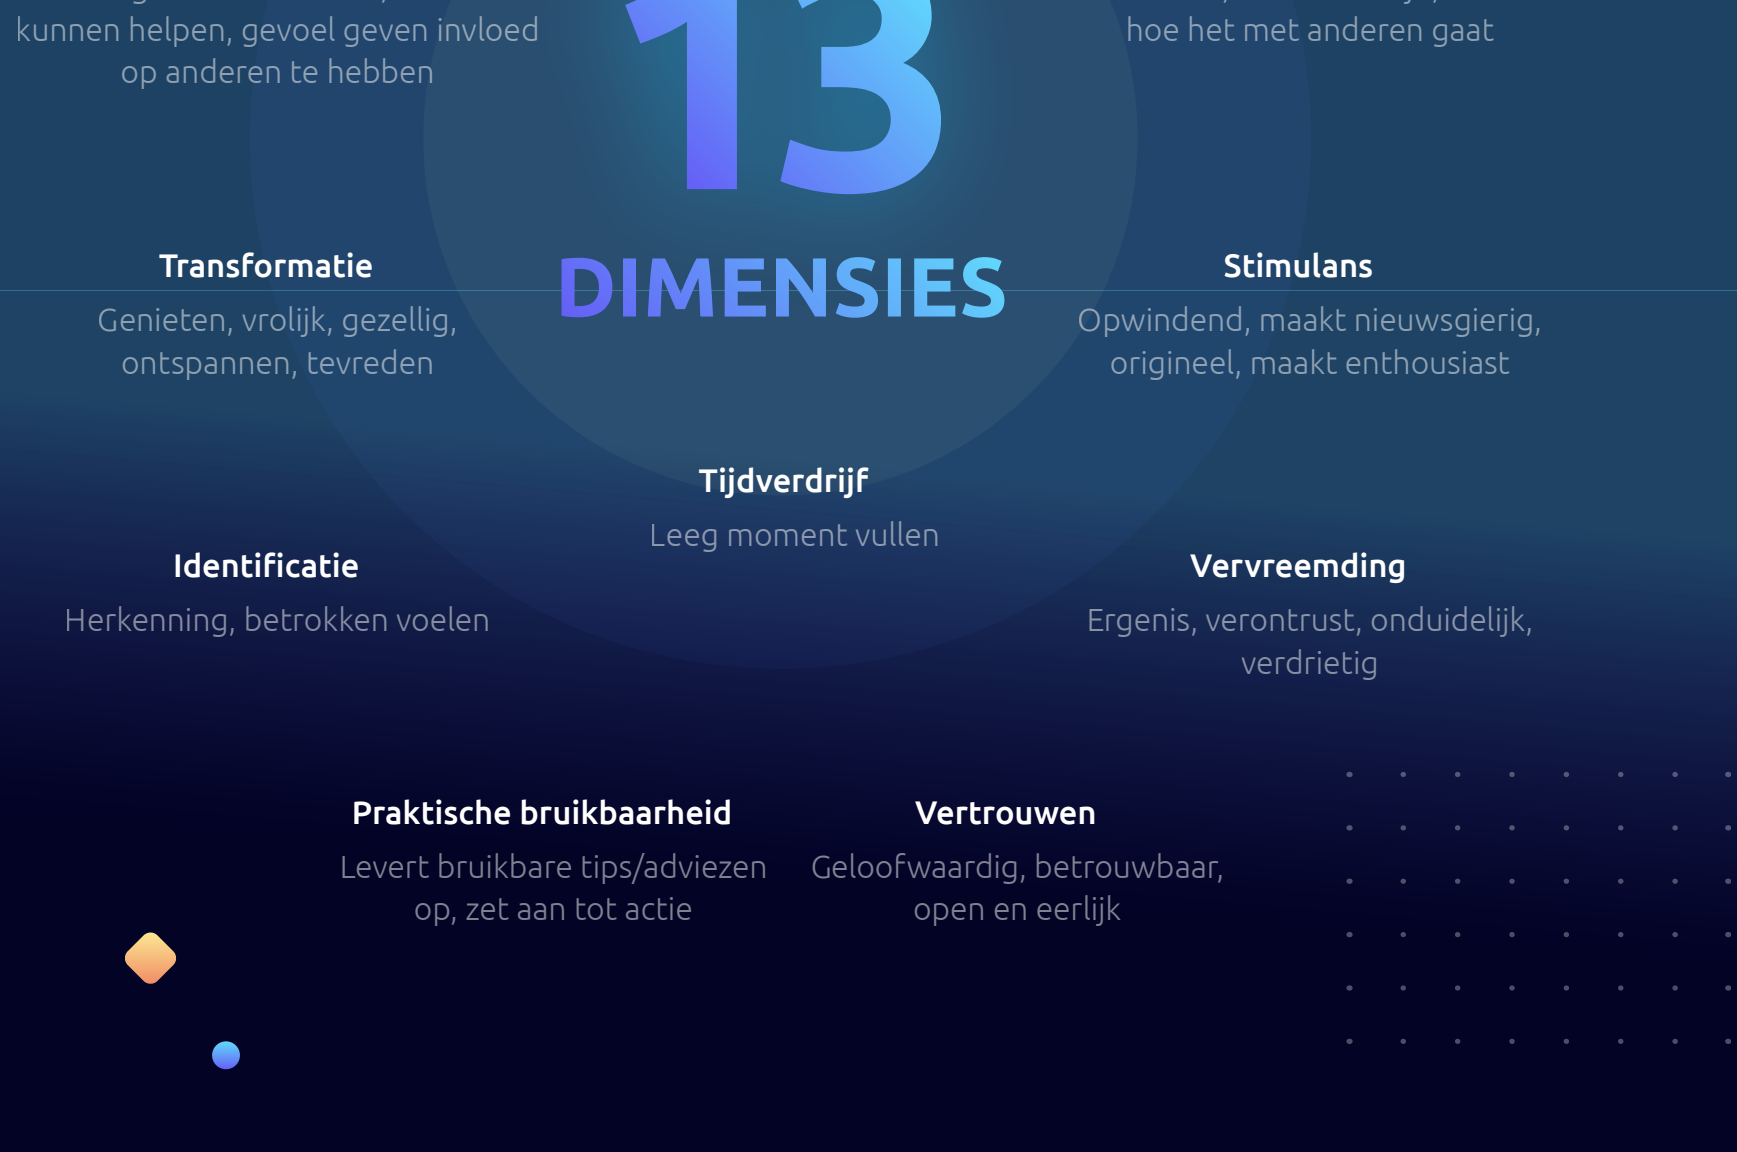 kunnen helpen, gevoel geven invloed
op anderen te hebben
hoe het met anderen gaat
13
DIMENSIES
Transformatie
Genieten, vrolijk, gezellig,
ontspannen, tevreden
Stimulans
Opwindend, maakt nieuwsgierig,
origineel, maakt enthousiast
Tijdverdrijf
Leeg moment vullen
Identificatie
Herkenning, betrokken voelen
Vervreemding
Ergenis, verontrust, onduidelijk,
verdrietig
Praktische bruikbaarheid
Levert bruikbare tips/adviezen
op, zet aan tot actie
Vertrouwen
Geloofwaardig, betrouwbaar,
open en eerlijk